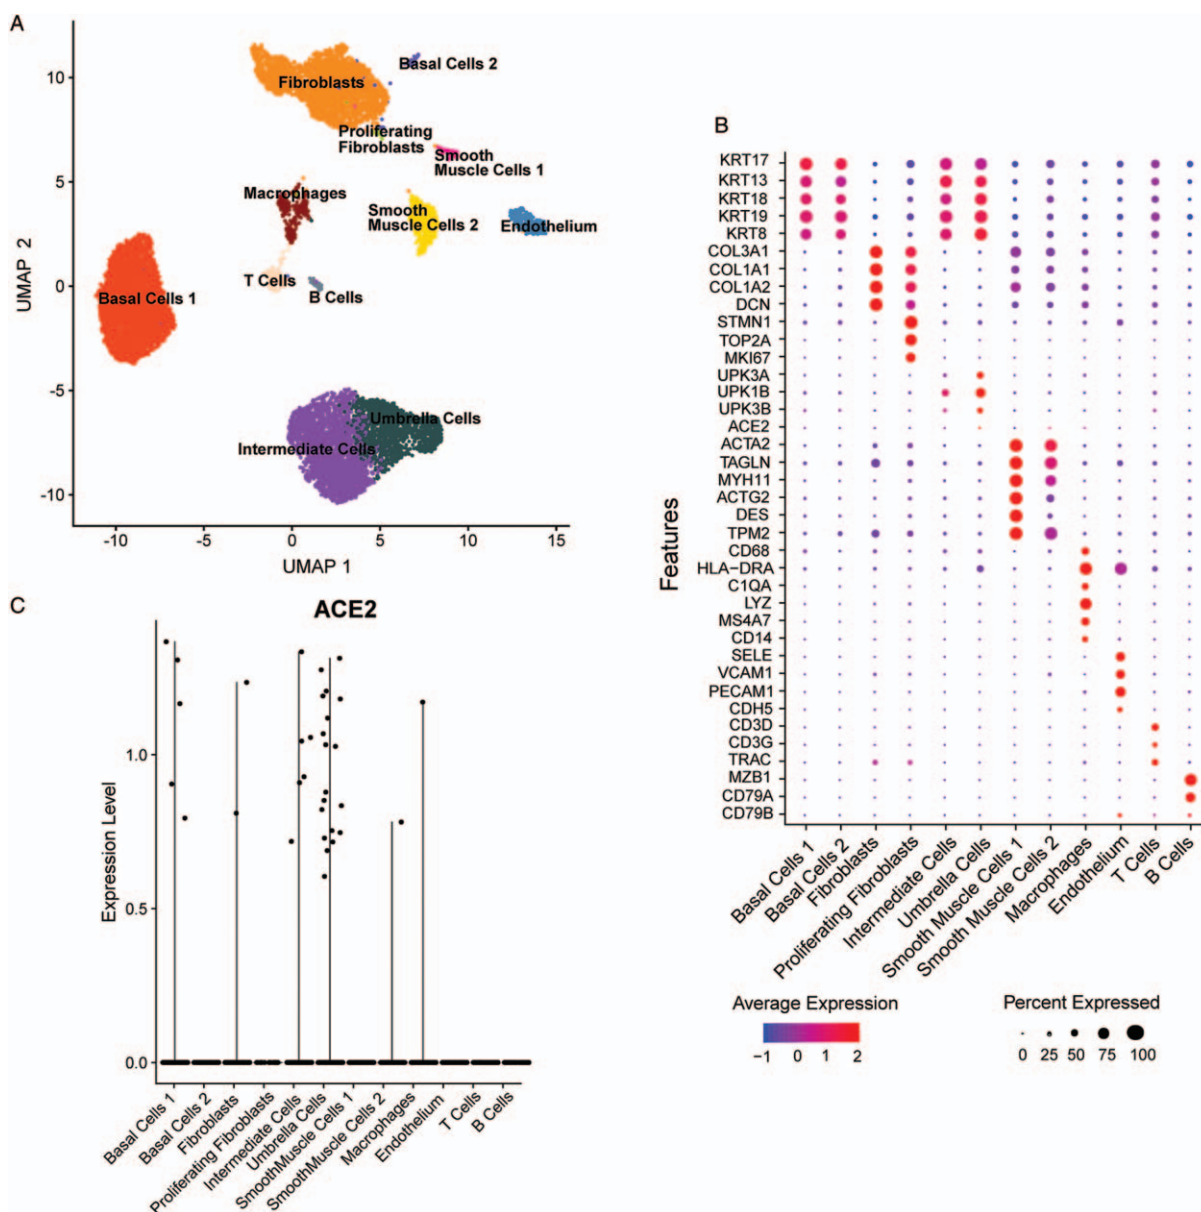 A
10
5
0
-5
-10
UMAP 2
-10
-5
0
5
10
15
UMAP 1
Fibroblasts
Basal Cells 2
Proliferating
Fibroblasts
Smooth
Muscle Cells 1
Macrophages
Smooth
Muscle Cells 2
Endothelium
T Cells
B Cells
Basal Cells 1
Umbrella Cells
Intermediate Cells
B
Features
KRT17
KRT13
KRT18
KRT19
KRT8
COL3A1
COL1A1
COL1A2
DCN
STMN1
TOP2A
MKI67
UPK3A
UPK1B
UPK3B
ACE2
ACTA2
TAGLN
MYH11
ACTG2
DES
TPM2
CD68
HLA-DRA
C1QA
LYZ
MS4A7
CD14
SELE
VCAM1
PECAM1
CDH5
CD3D
CD3G
TRAC
MZB1
CD79A
CD79B
Basal Cells 1
Basal Cells 2
Fibroblasts
Proliferating Fibroblasts
Intermediate Cells
Umbrella Cells
Smooth Muscle Cells 1
Smooth Muscle Cells 2
Macrophages
Endothelium
T Cells
B Cells
Average Expression
-1 0 1 2
Percent Expressed
0 25 50 75 100
C
ACE2
Expression Level
1.0
0.5
0.0
Basal Cells 1
Basal Cells 2
Fibroblasts
Proliferating Fibroblasts
Intermediate Cells
Umbrella Cells
SmoothMuscle Cells 1
SmoothMuscle Cells 2
Macrophages
Endothelium
T Cells
B Cells